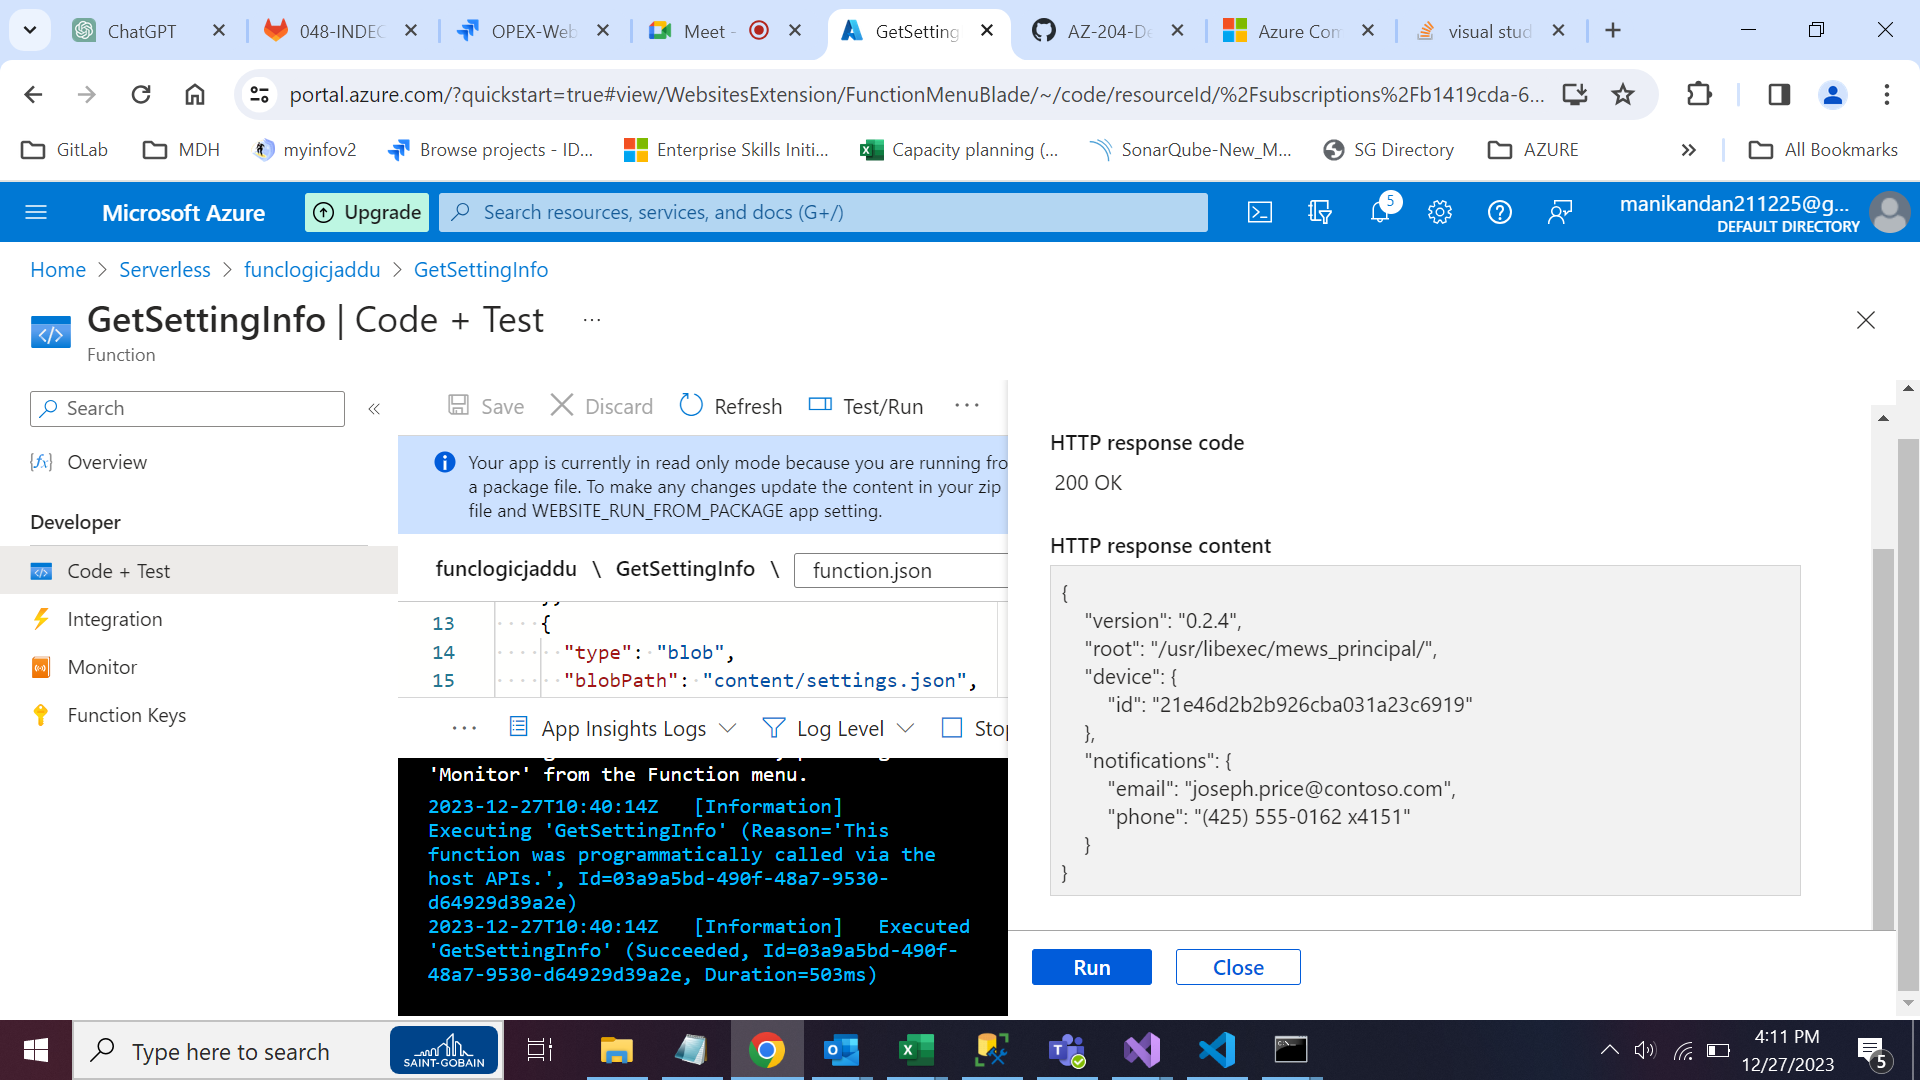 ChatGPT
048-INDEC
OPEX-Web
Meet -
GetSetting
AZ-204-De
Azure Con
visual stud
portal.azure.com/?quickstart=true#view/WebsitesExtension/FunctionMenuBlade/~/code/resourceId/%2Fsubscriptions%2Fb1419cda-6...
GitLab
MDH
myinfov2
Browse projects - ID...
Enterprise Skills Initi...
Capacity planning (...
SonarQube-New_M...
SG Directory
AZURE
»
All Bookmarks
Microsoft Azure
Upgrade
Search resources, services, and docs (G+/)
5
manikandan211225@g...
DEFAULT DIRECTORY
Home > Serverless > funclogicjaddu > GetSettingInfo
GetSettingInfo | Code + Test
...
Function
Search
«
Overview
Developer
Code + Test
Integration
Monitor
Function Keys
Save
Discard
Refresh
Test/Run
...
Your app is currently in read only mode because you are running fro
a package file. To make any changes update the content in your zip
file and WEBSITE_RUN_FROM_PACKAGE app setting.
funclogicjaddu \ GetSettingInfo \ function.json
13 {
14 "type": "blob",
15 "blobPath": "content/settings.json",
...
App Insights Logs
Log Level
Stop
'Monitor' from the Function menu.
2023-12-27T10:40:14Z [Information]
Executing 'GetSettingInfo' (Reason='This
function was programmatically called via the
host APIs.', Id=03a9a5bd-490f-48a7-9530-
d64929d39a2e)
2023-12-27T10:40:14Z [Information] Executed
'GetSettingInfo' (Succeeded, Id=03a9a5bd-490f-
48a7-9530-d64929d39a2e, Duration=503ms)
HTTP response code
200 OK
HTTP response content
{
"version": "0.2.4",
"root": "/usr/libexec/mews_principal/",
"device": {
"id": "21e46d2b2b926cba031a23c6919"
},
"notifications": {
"email": "joseph.price@contoso.com",
"phone": "(425) 555-0162 x4151"
}
}
Run
Close
Type here to search
SAINT-GOBAIN
4:11 PM
12/27/2023
5